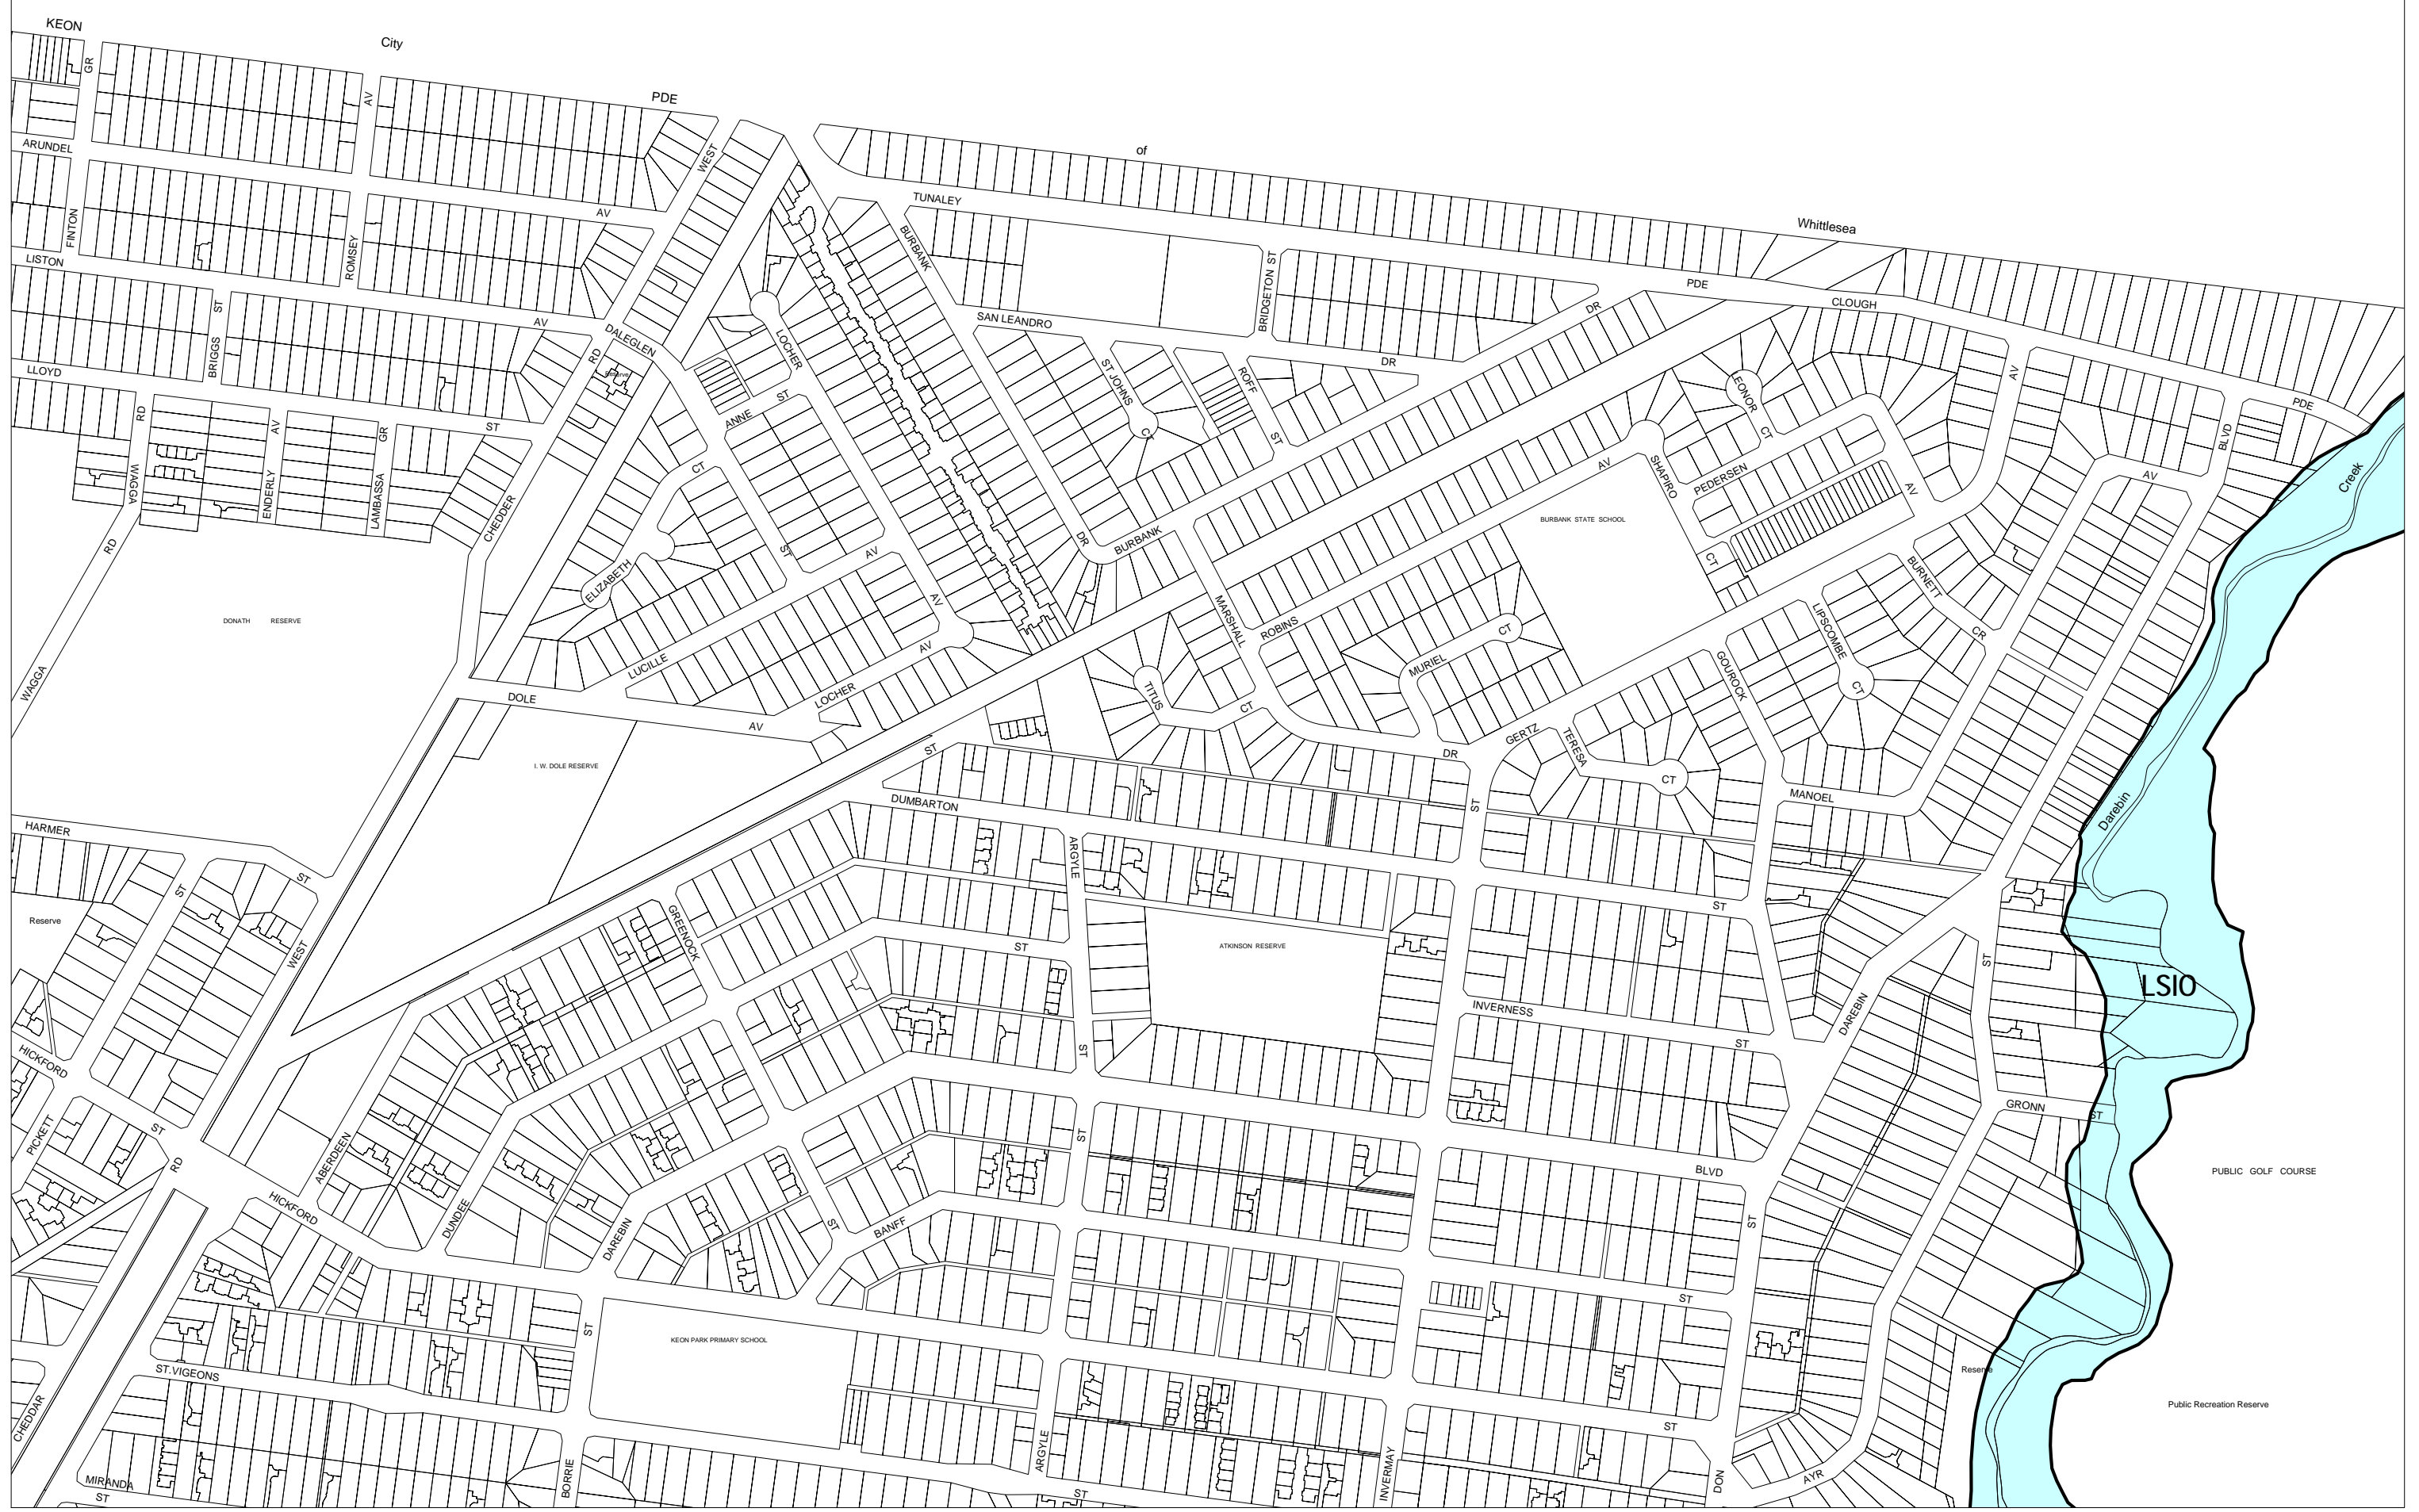 KEON
City
GR
AV
PDE
of
ARUNDEL
WEST
TUNALEY
Whittlesea
FINTON
AV
ROMSEY
BURBANK
BRIDGETON ST
LISTON
PDE
CLOUGH
ST
AV
DALEGLEN
SAN LEANDRO
DR
BRIGGS
RD
Reserve
LOCHER
ST JOHNS
DR
LLOYD
ROFF
LEONOR
AV
PDE
RD
AV
GR
ST
ANNE
ST
CT
ST
CT
BLVD
WAGGA
ENDERLY
LAMBASSA
CHEDDER
CT
AV
SHAPIRO
PEDERSEN
AV
AV
Creek
RD
ST
AV
DR
BURBANK
BURBANK STATE SCHOOL
CT
ELIZABETH
BURNETT
DONATH RESERVE
AV
MARSHALL
ROBINS
CT
LIPSCOMBE
CR
WAGGA
LUCILLE
AV
MURIEL
GOUROCK
DOLE
LOCHER
TITUS
CT
CT
AV
GERTZ
TERESA
I. W. DOLE RESERVE
ST
DR
CT
HARMER
DUMBARTON
ST
MANOEL
Darebin
ARGYLE
ST
ST
Reserve
GREENOCK
ST
ATKINSON RESERVE
ST
WEST
ST
LSIO
INVERNESS
DAREBIN
HICKFORD
ST
ST
PICKETT
ST
ABERDEEN
ST
GRONN
ST
RD
BLVD
PUBLIC GOLF COURSE
HICKFORD
DUNDEE
DAREBIN
ST
BANFF
ST
ST
KEON PARK PRIMARY SCHOOL
ST
ST.VIGEONS
Reserve
CHEDDAR
Public Recreation Reserve
ST
MIRANDA
ST
BORRIE
ARGYLE
ST
INVERMAY
DON
AYR